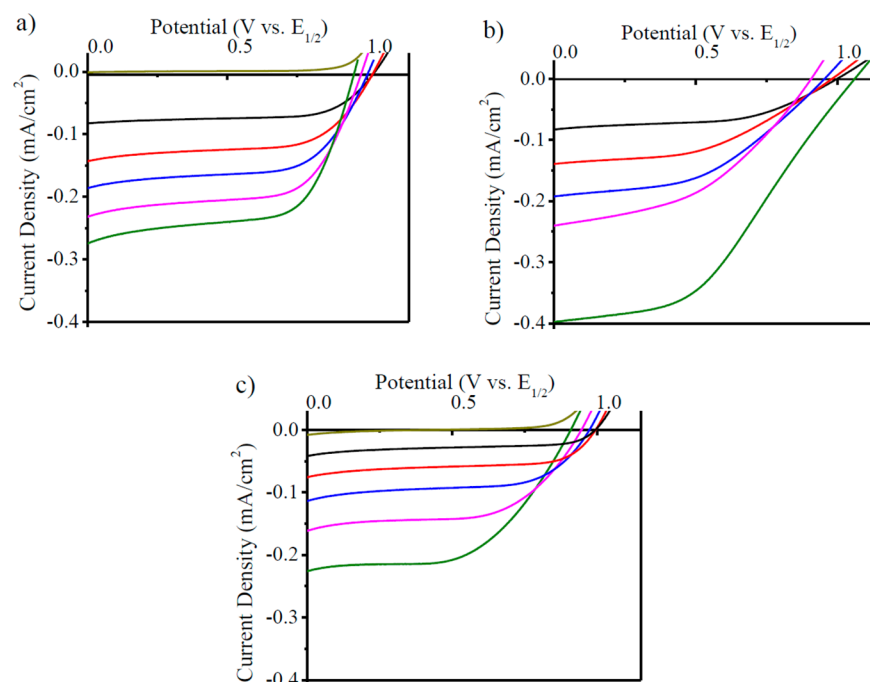 a)
Potential (V vs. E1/2)
0.0 0.5 1.0
0.0
-0.1
-0.2
-0.3
-0.4
Current Density (mA/cm2)
b)
Potential (V vs. E1/2)
0.0 0.5 1.0
0.0
-0.1
-0.2
-0.3
-0.4
Current Density (mA/cm2)
c)
Potential (V vs. E1/2)
0.0 0.5 1.0
0.0
-0.1
-0.2
-0.3
-0.4
Current Density (mA/cm2)